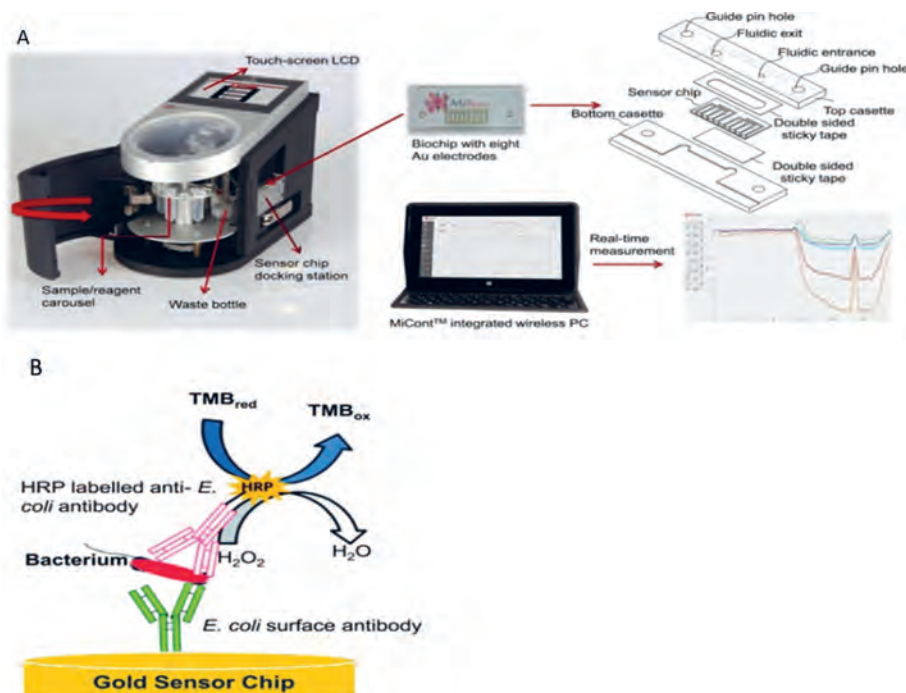 A
Touch-screen LCD
Sample/reagent
carousel
Waste bottle
Sensor chip
docking station
Biochip with eight
Au electrodes
MiCont™ integrated wireless PC
Real-time
measurement
Guide pin hole
Fluidic exit
Fluidic entrance
Guide pin hole
Sensor chip
Bottom casette
Top casette
Double sided
sticky tape
Double sided
sticky tape
B
TMBred
TMBox
HRP labelled anti- E.
coli antibody
HRP
Bacterium
H₂O₂
H₂O
E. coli surface antibody
Gold Sensor Chip